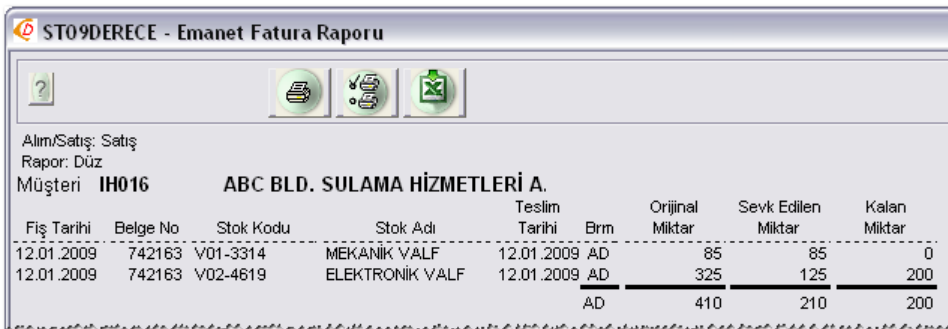 ST09DERECE - Emanet Fatura Raporu
?
Alım/Satış: Satış
Rapor: Düz
Müşteri IH016 ABC BLD. SULAMA HİZMETLERİ A.
Teslim Orijinal Sevk Edilen Kalan
Fiş Tarihi Belge No Stok Kodu Stok Adı Tarihi Brm Miktar Miktar Miktar
12.01.2009 742163 V01-3314 MEKANİK VALF 12.01.2009 AD 85 85 0
12.01.2009 742163 V02-4619 ELEKTRONİK VALF 12.01.2009 AD 325 125 200
AD 410 210 200